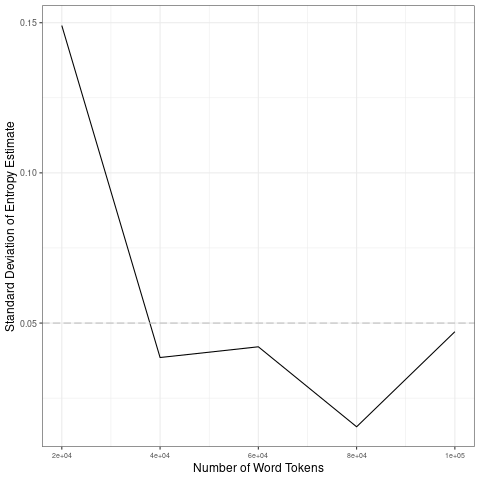 Standard Deviation of Entropy Estimate
0.15
0.10
0.05
2e+04 4e+04 6e+04 8e+04 1e+05
Number of Word Tokens